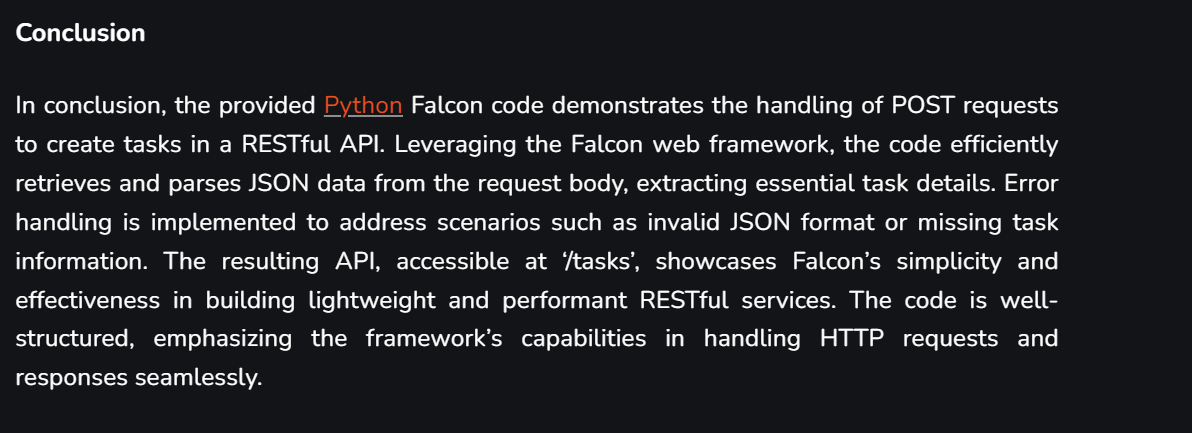 Conclusion
In conclusion, the provided Python Falcon code demonstrates the handling of POST requests
to create tasks in a RESTful API. Leveraging the Falcon web framework, the code efficiently
retrieves and parses JSON data from the request body, extracting essential task details. Error
handling is implemented to address scenarios such as invalid JSON format or missing task
information. The resulting API, accessible at ‘/tasks’, showcases Falcon’s simplicity and
effectiveness in building lightweight and performant RESTful services. The code is well-
structured, emphasizing the framework’s capabilities in handling HTTP requests and
responses seamlessly.